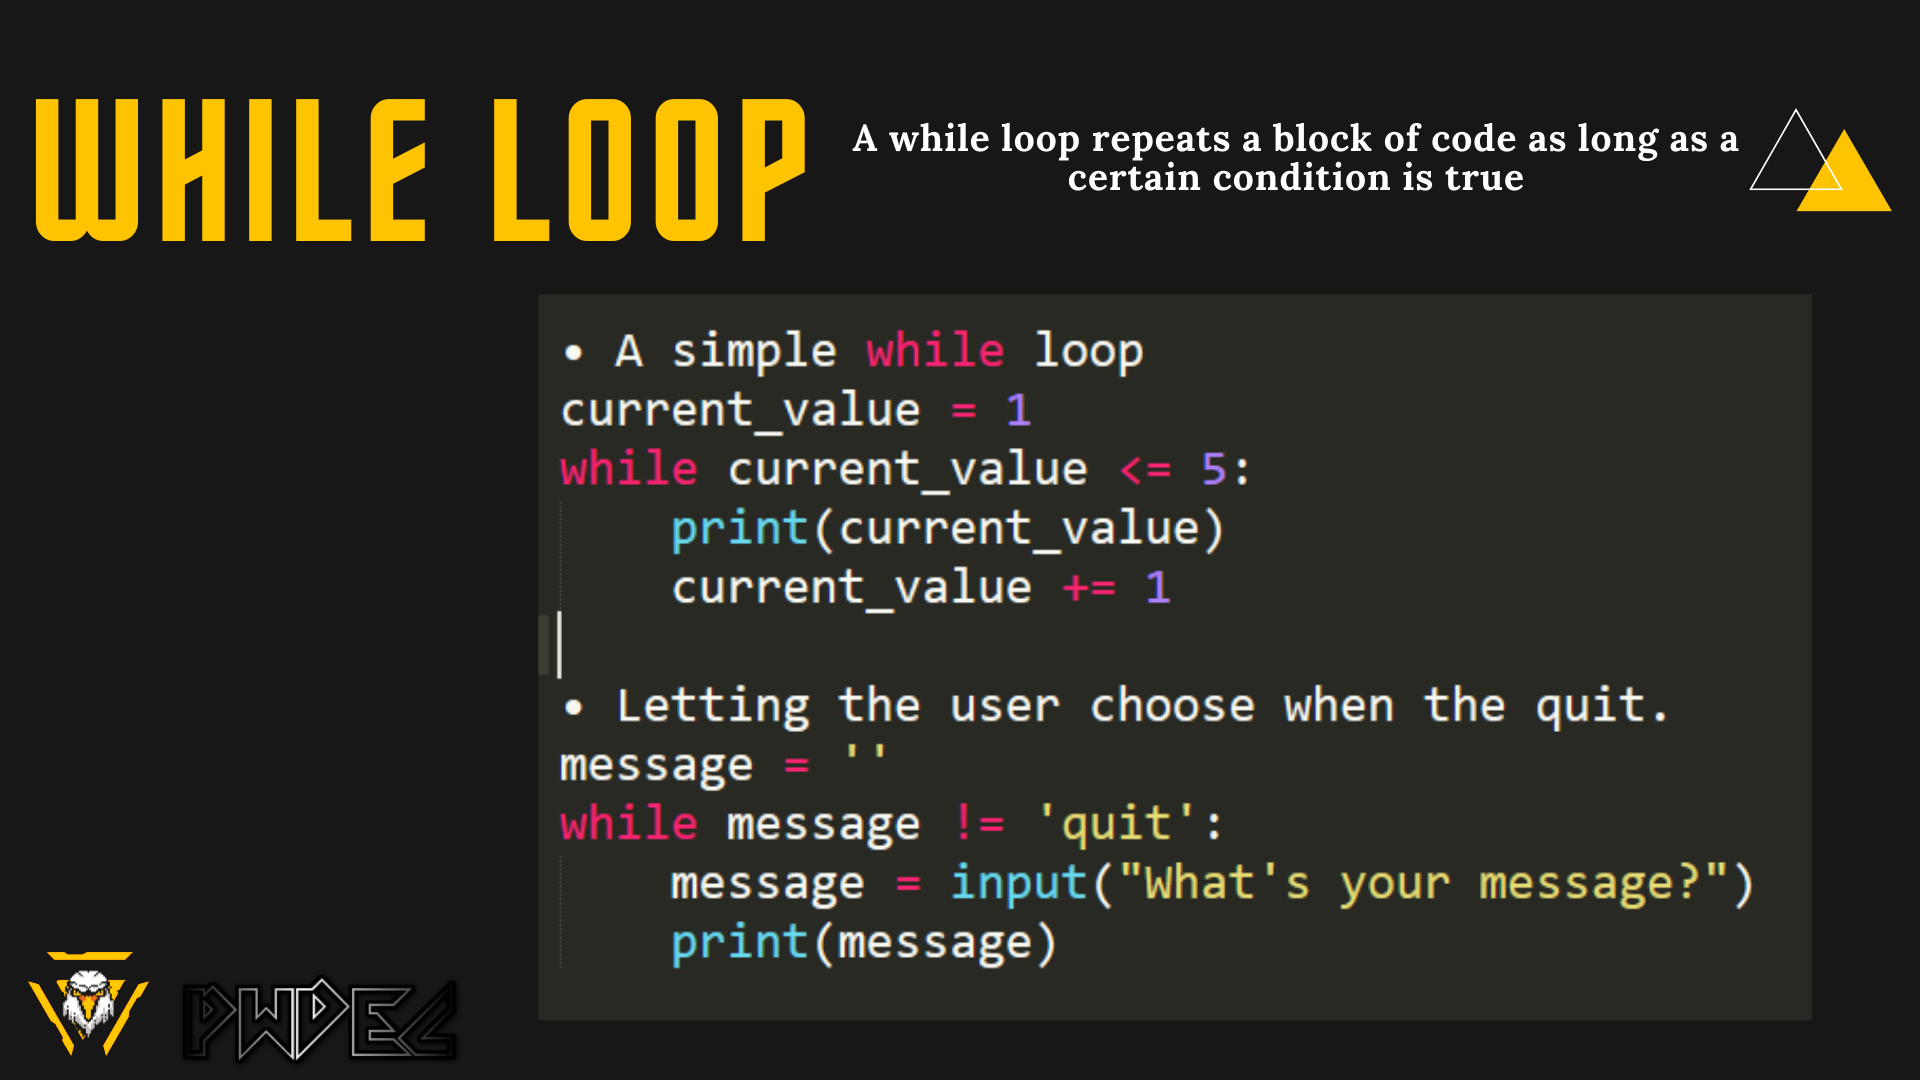 WHILE LOOP
A while loop repeats a block of code as long as a
certain condition is true
• A simple while loop
current_value = 1
while current_value <= 5:
    print(current_value)
    current_value += 1
• Letting the user choose when the quit.
message = ''
while message != 'quit':
    message = input("What's your message?")
    print(message)
PWDEC